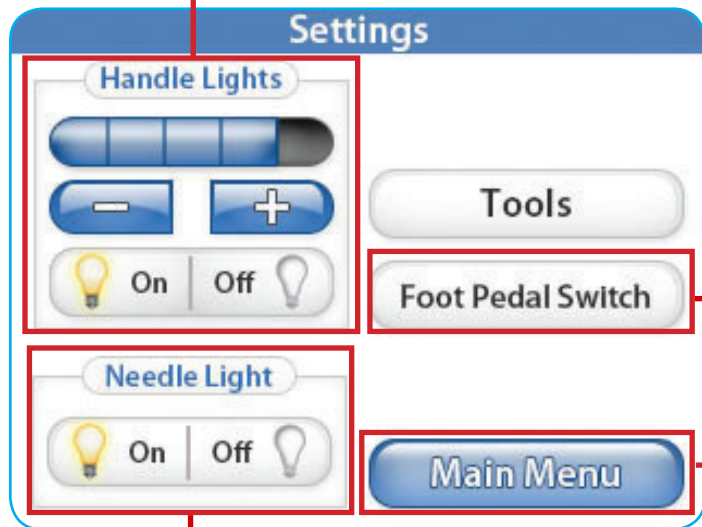 Settings
Handle Lights
On | Off
Tools
Foot Pedal Switch
Needle Light
On | Off
Main Menu